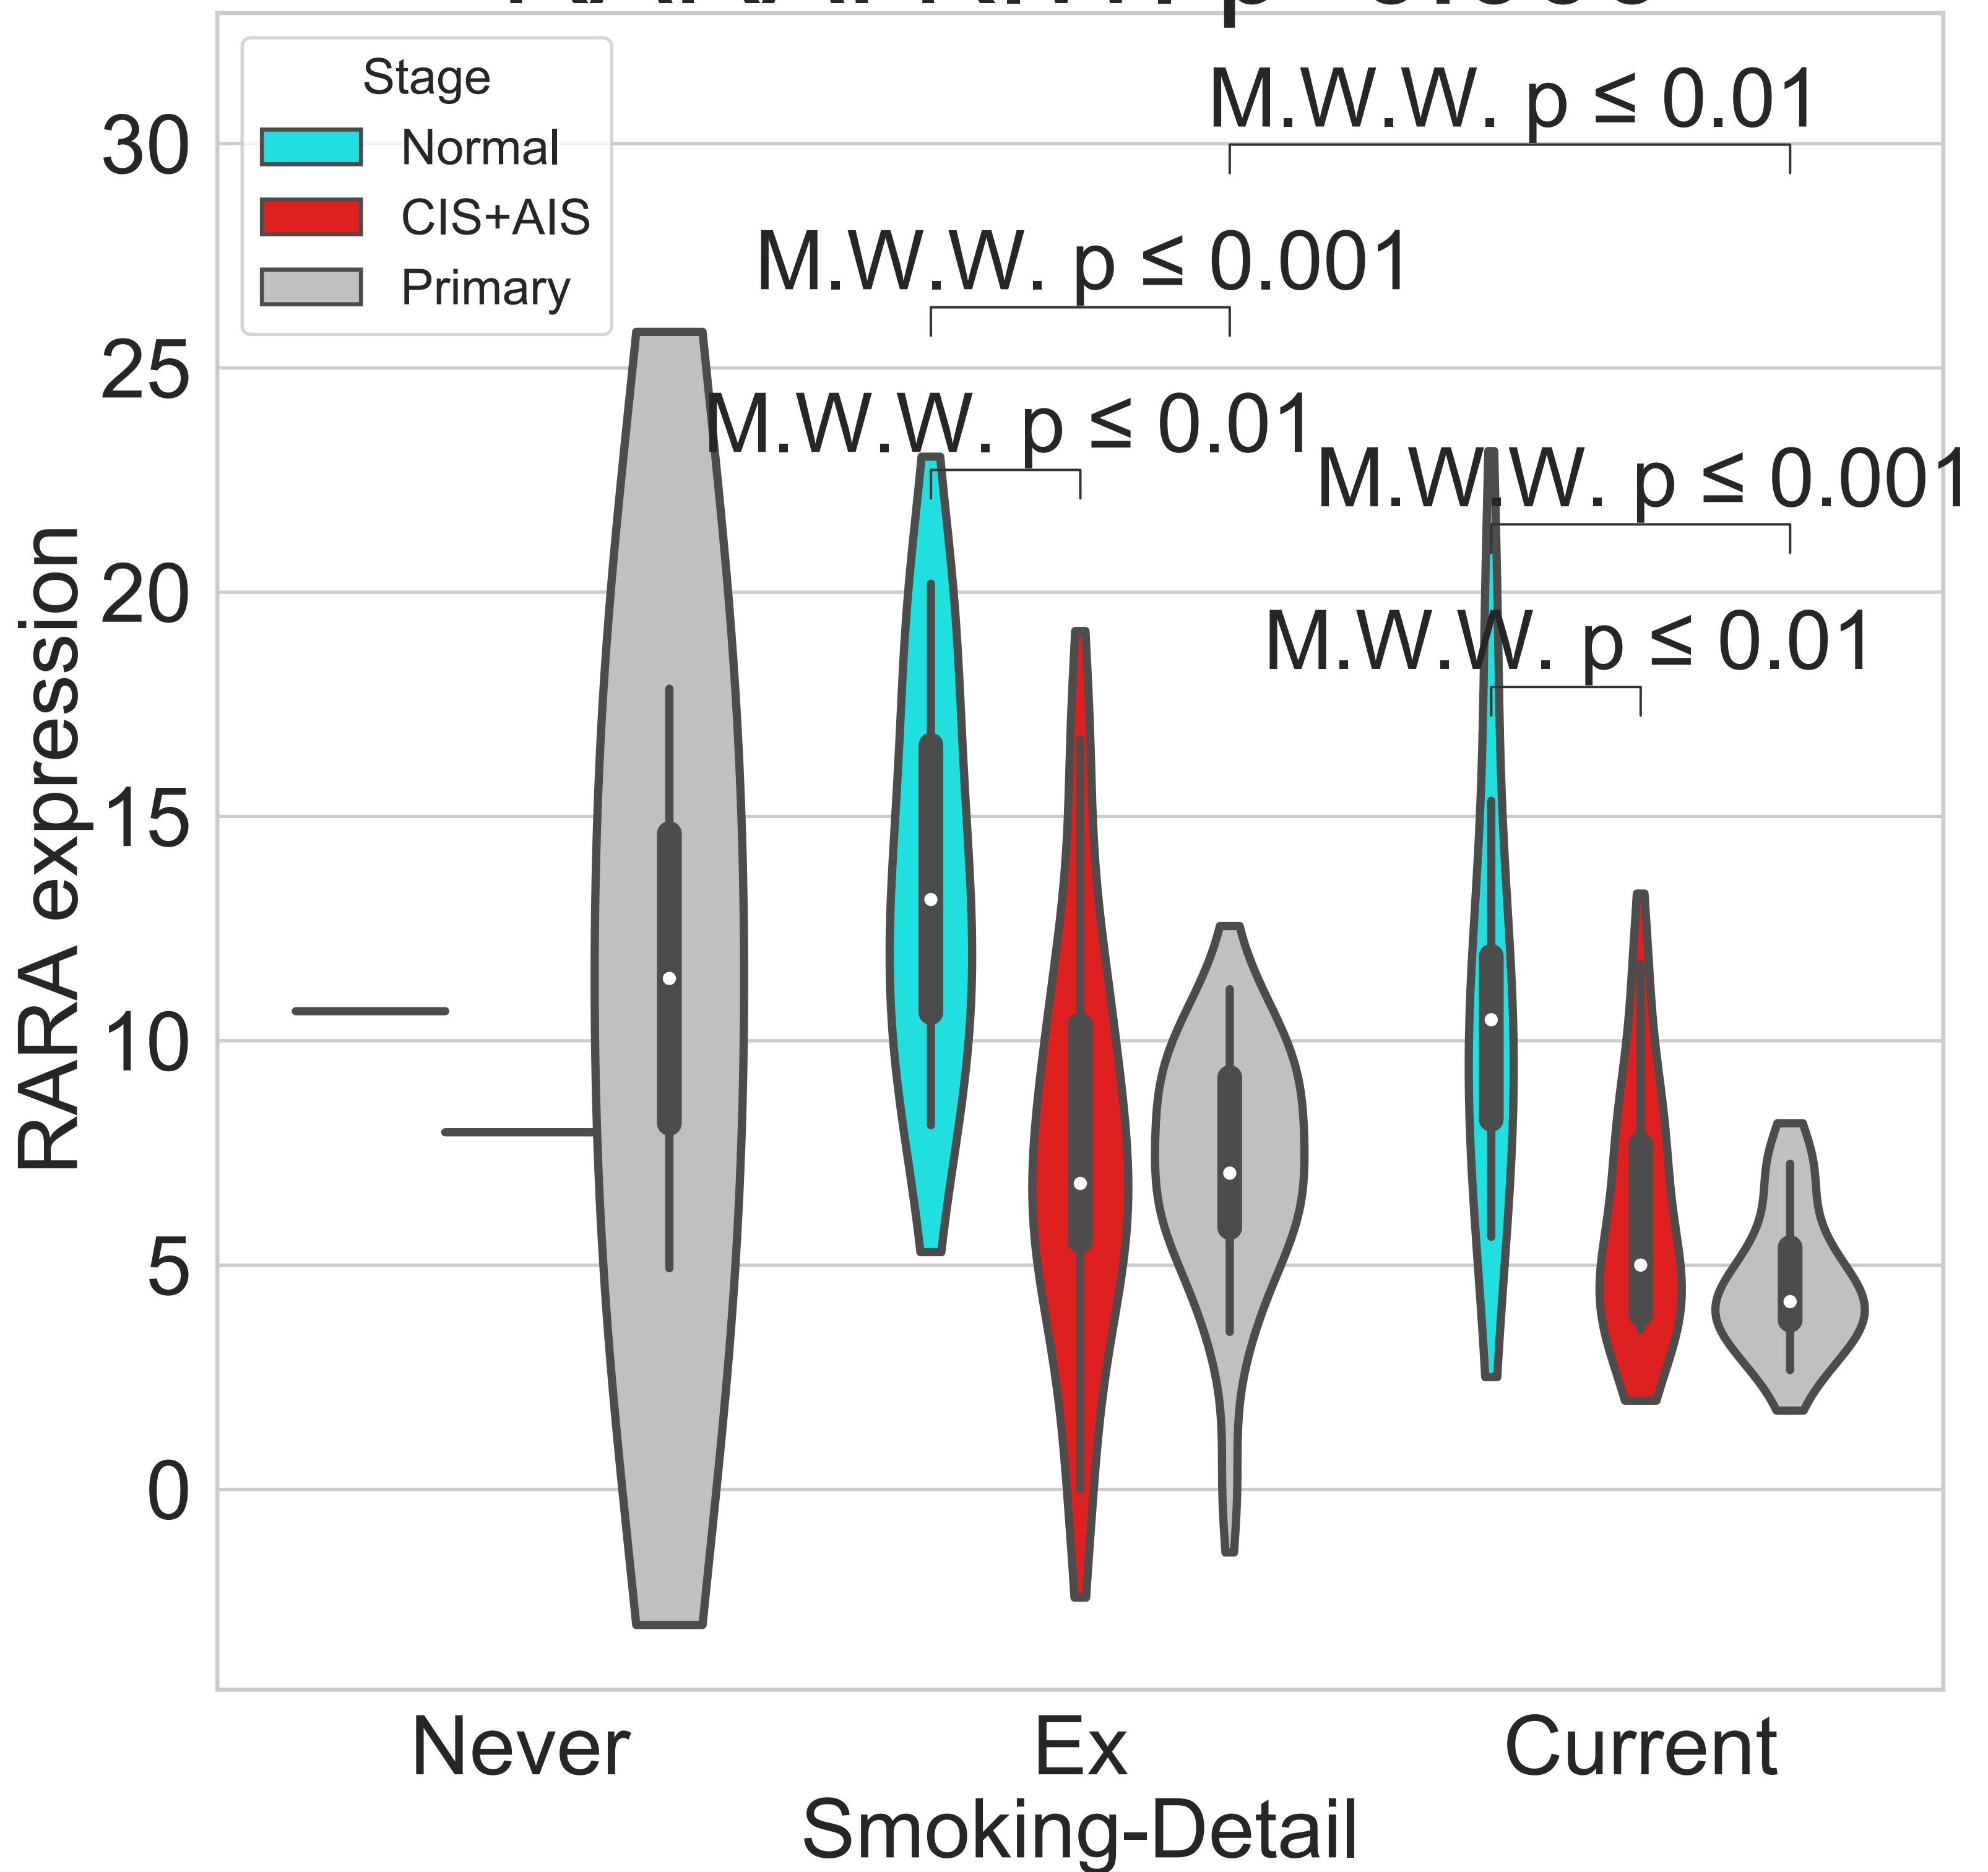 Stage
Normal
CIS+AIS
Primary
M.W.W. p ≤ 0.01
M.W.W. p ≤ 0.001
M.W.W. p ≤ 0.01
M.W.W. p ≤ 0.001
M.W.W. p ≤ 0.01
30
25
20
15
10
5
0
RARA expression
Never
Ex
Current
Smoking-Detail